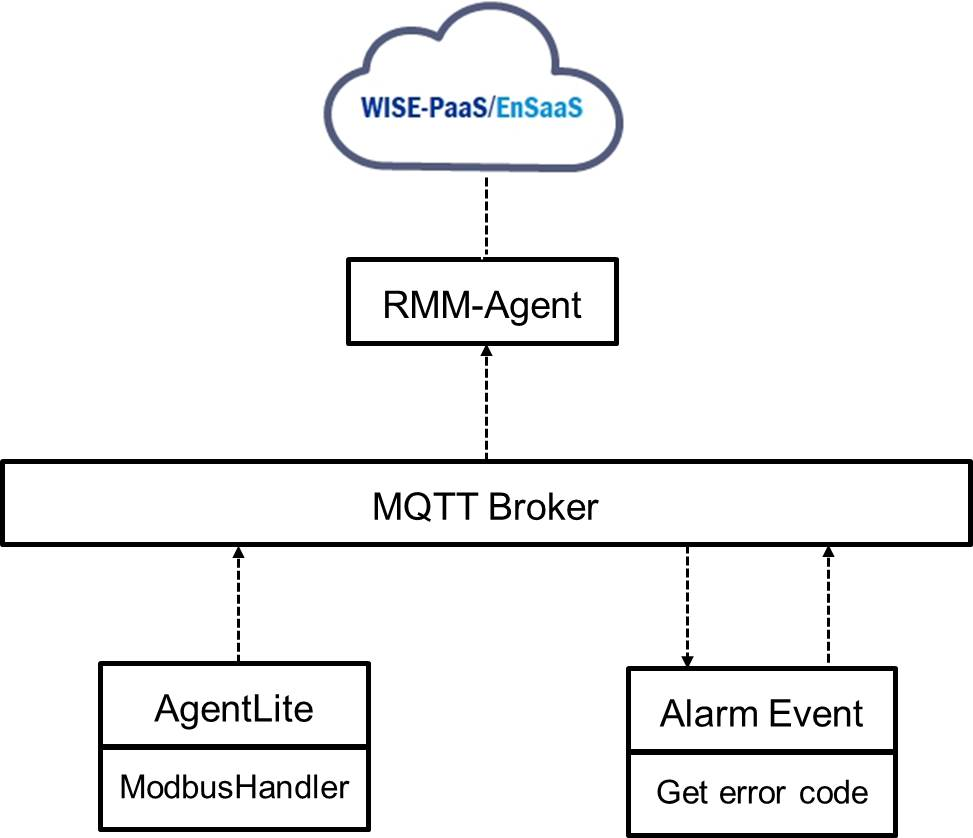 WISE-PaaS/EnSaaS
RMM-Agent
MQTT Broker
AgentLite
ModbusHandler
Alarm Event
Get error code